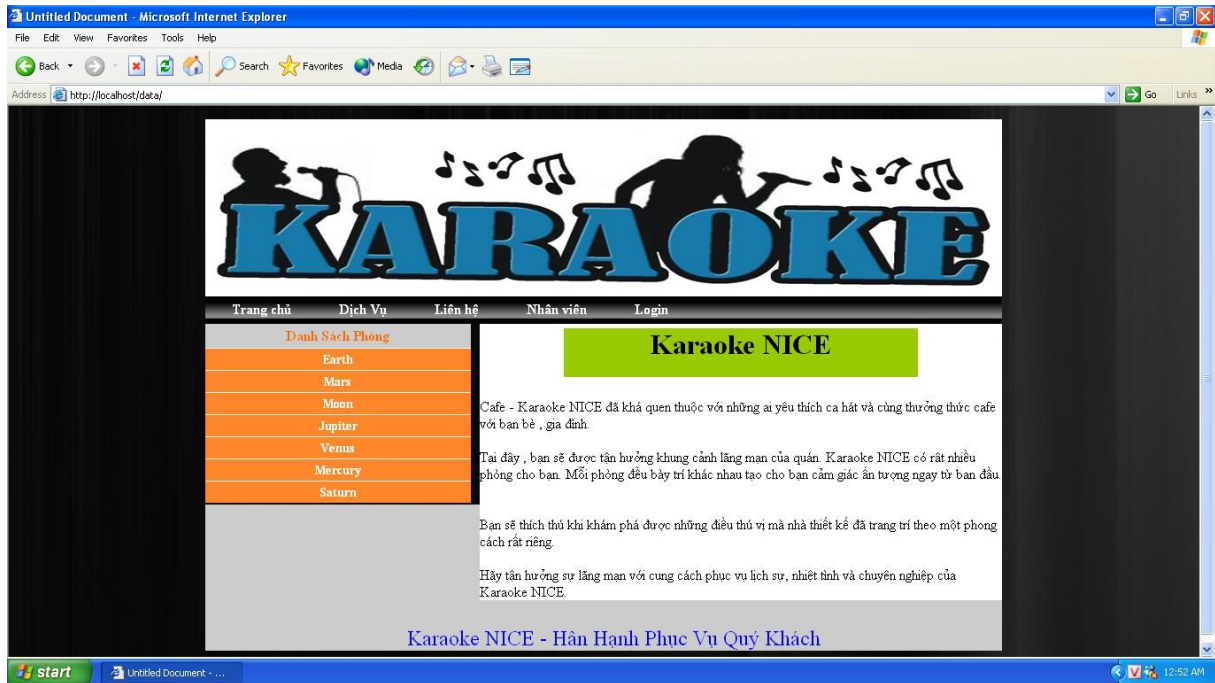 Untitled Document - Microsoft Internet Explorer
File Edit View Favorites Tools Help
Back Search Favorites Media
Address http://localhost/data/ Go Links »
KARAOKE
Trang chủ Dịch Vụ Liên hệ Nhân viên Login
Danh Sách Phòng
Earth
Mars
Moon
Jupiter
Venus
Mercury
Saturn
Karaoke NICE
Cafe - Karaoke NICE đã khá quen thuộc với những ai yêu thích ca hát và cùng thưởng thức cafe
với bạn bè , gia đình.
Tại đây , bạn sẽ được tận hưởng khung cảnh lãng mạn của quán. Karaoke NICE có rât nhiều
phòng cho bạn. Mỗi phòng đều bày trí khác nhau tạo cho bạn cảm giác ấn tượng ngay từ ban đầu.
Bạn sẽ thích thú khi khám phá được những điều thú vị mà nhà thiết kế đã trang trí theo một phong
cách rất riêng.
Hãy tận hưởng sự lãng mạn với cung cách phục vụ lịch sự, nhiệt tình và chuyên nghiệp của
Karaoke NICE.
Karaoke NICE - Hân Hạnh Phục Vụ Quý Khách
start Untitled Document - ... V 12:52 AM